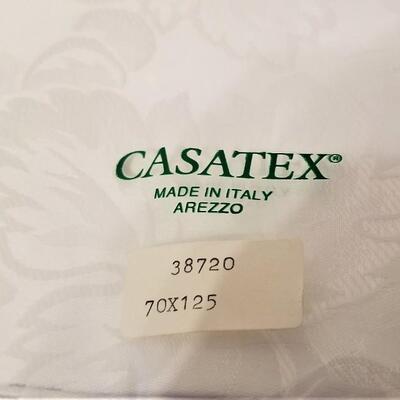 CASATEX®
MADE IN ITALY
AREZZO
38720
70X125